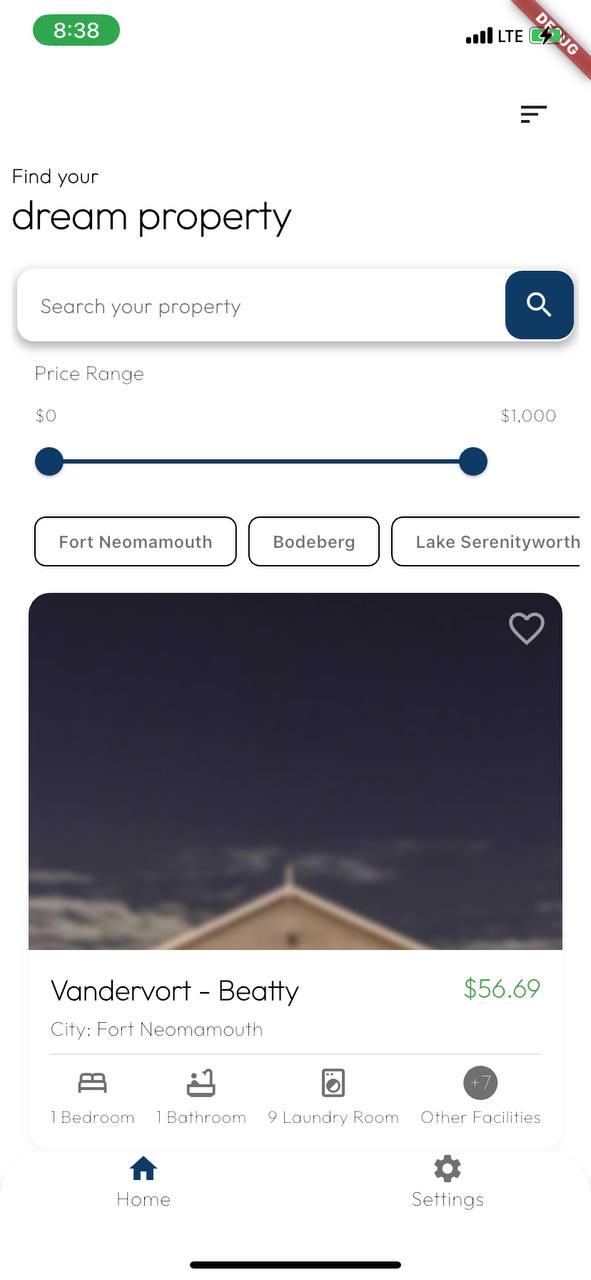 8:38
LTE
DEBUG
Find your
dream property
Search your property
Price Range
$0 $1,000
Fort Neomamouth Bodeberg Lake Serenityworth
Vandervort - Beatty $56.69
City: Fort Neomamouth
+7
1 Bedroom 1 Bathroom 9 Laundry Room Other Facilities
Home Settings